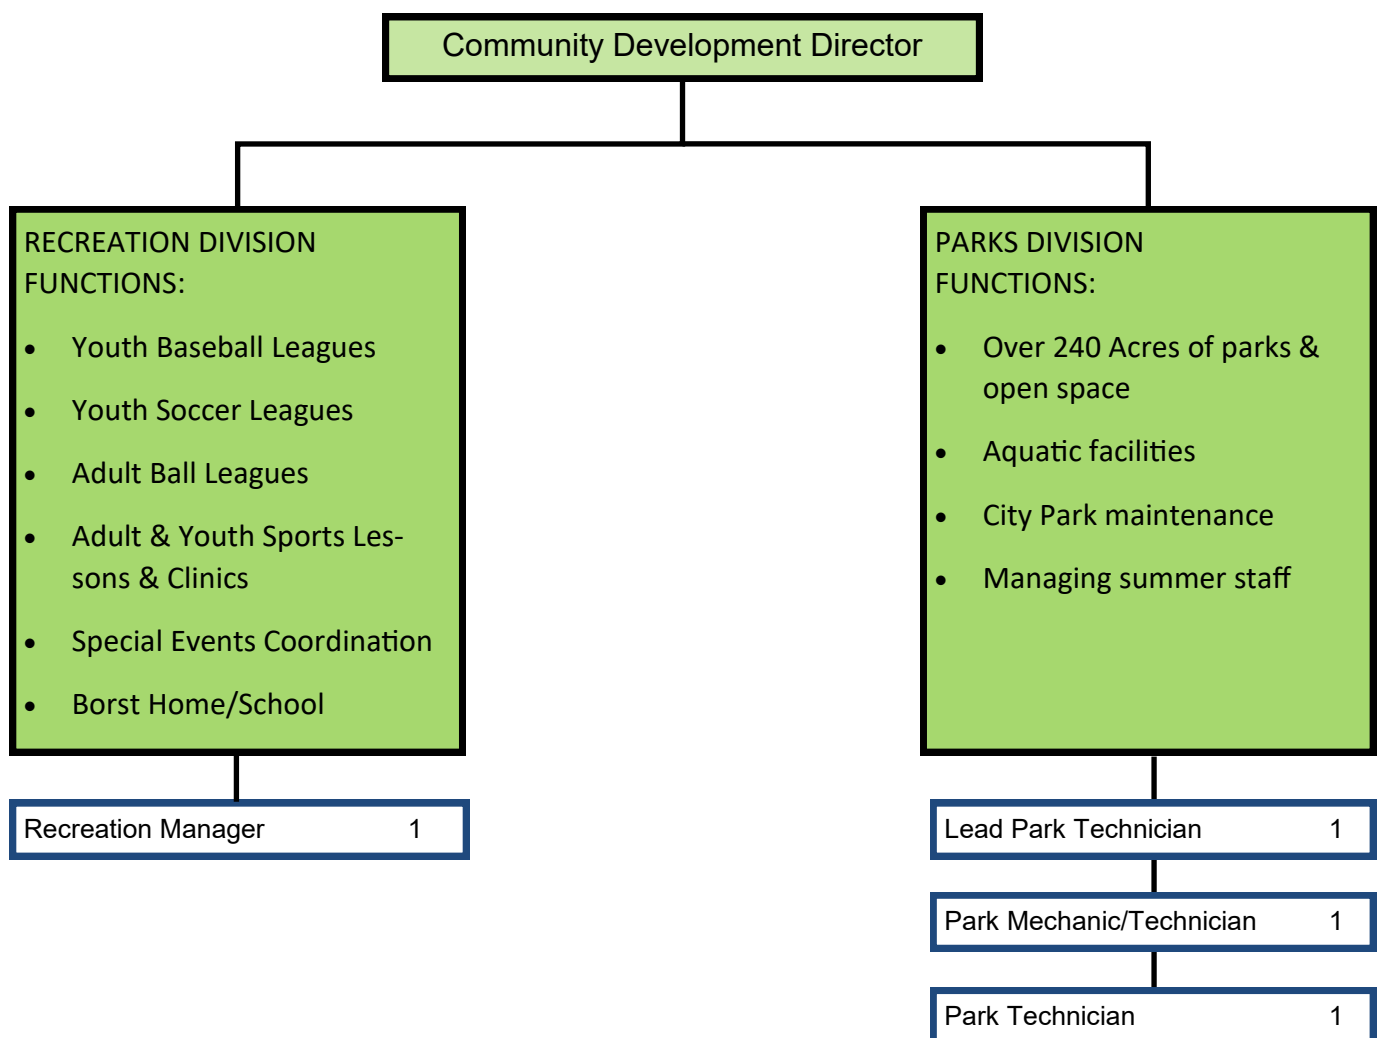 Community Development Director
RECREATION DIVISION
FUNCTIONS:
• Youth Baseball Leagues
• Youth Soccer Leagues
• Adult Ball Leagues
• Adult & Youth Sports Les-
sons & Clinics
• Special Events Coordination
• Borst Home/School
Recreation Manager 1
PARKS DIVISION
FUNCTIONS:
• Over 240 Acres of parks &
open space
• Aquatic facilities
• City Park maintenance
• Managing summer staff
Lead Park Technician 1
Park Mechanic/Technician 1
Park Technician 1